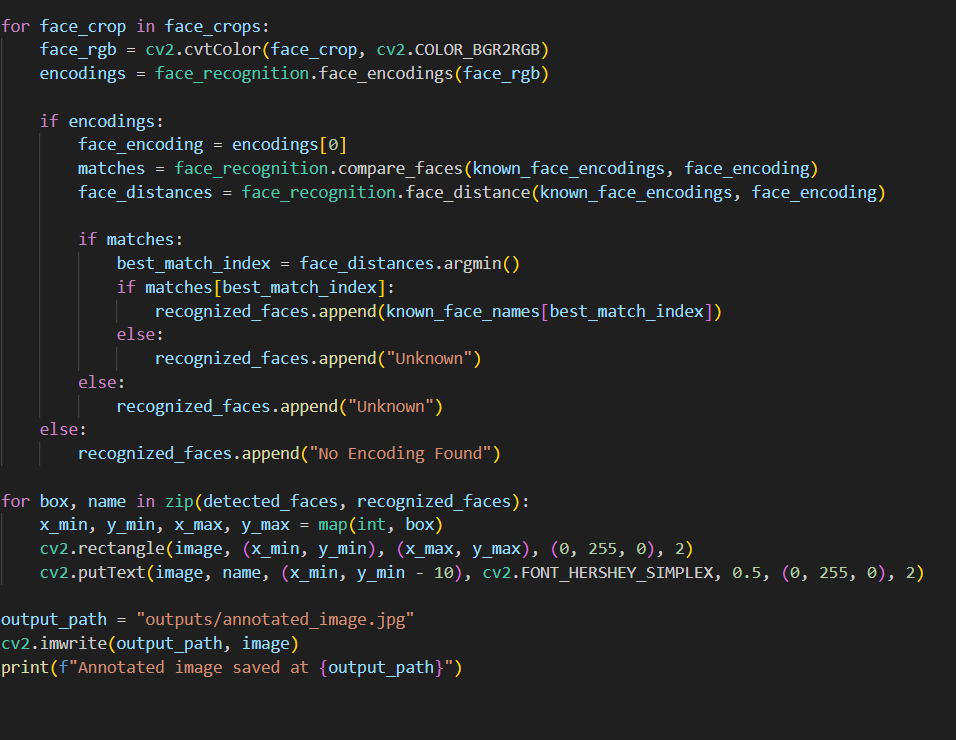 for face_crop in face_crops:
    face_rgb = cv2.cvtColor(face_crop, cv2.COLOR_BGR2RGB)
    encodings = face_recognition.face_encodings(face_rgb)

    if encodings:
        face_encoding = encodings[0]
        matches = face_recognition.compare_faces(known_face_encodings, face_encoding)
        face_distances = face_recognition.face_distance(known_face_encodings, face_encoding)

        if matches:
            best_match_index = face_distances.argmin()
            if matches[best_match_index]:
                recognized_faces.append(known_face_names[best_match_index])
            else:
                recognized_faces.append("Unknown")
        else:
            recognized_faces.append("Unknown")
    else:
        recognized_faces.append("No Encoding Found")

for box, name in zip(detected_faces, recognized_faces):
    x_min, y_min, x_max, y_max = map(int, box)
    cv2.rectangle(image, (x_min, y_min), (x_max, y_max), (0, 255, 0), 2)
    cv2.putText(image, name, (x_min, y_min - 10), cv2.FONT_HERSHEY_SIMPLEX, 0.5, (0, 255, 0), 2)

output_path = "outputs/annotated_image.jpg"
cv2.imwrite(output_path, image)
print(f"Annotated image saved at {output_path}")